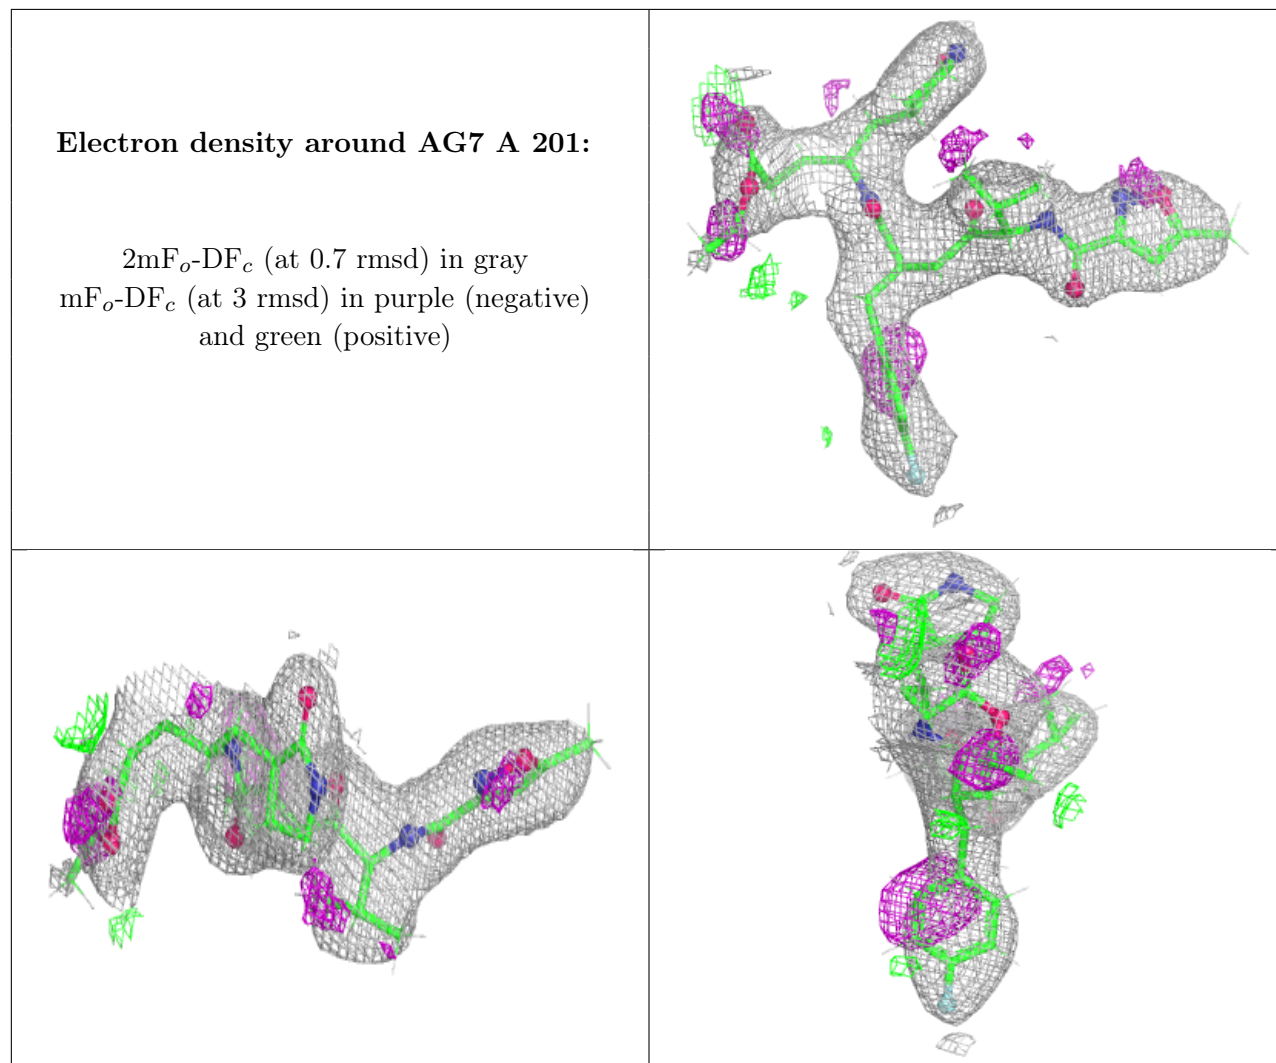 Electron density around AG7 A 201:
2mFo-DFc (at 0.7 rmsd) in gray
mFo-DFc (at 3 rmsd) in purple (negative)
and green (positive)